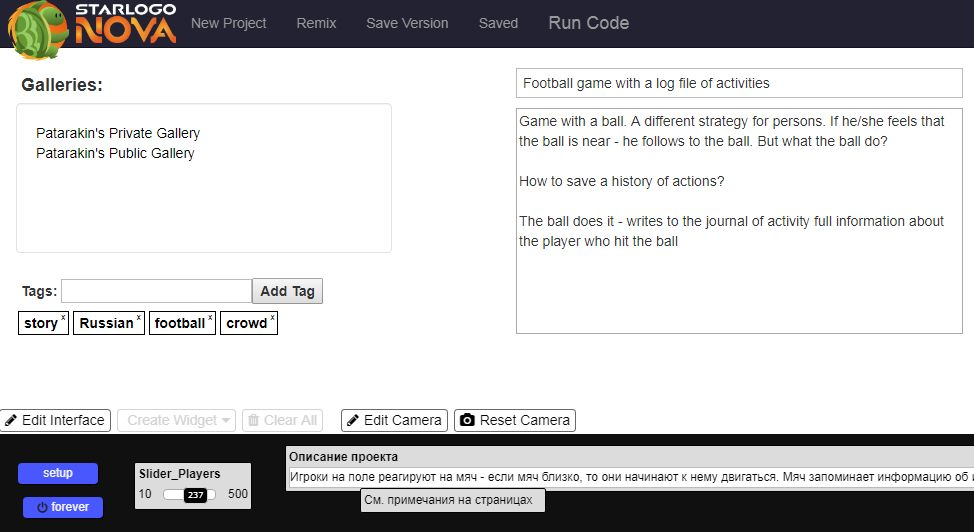 STARLOGO
NOVA
New Project Remix Save Version Saved Run Code
Galleries:
Patarakin's Private Gallery
Patarakin's Public Gallery
Tags: Add Tag
story x Russian x football x crowd x
Football game with a log file of activities
Game with a ball. A different strategy for persons. If he/she feels that
the ball is near - he follows to the ball. But what the ball do?
How to save a history of actions?
The ball does it - writes to the journal of activity full information about
the player who hit the ball
Edit Interface Create Widget Clear All Edit Camera Reset Camera
setup
forever
Slider_Players
10 237 500
Описание проекта
Игроки на поле реагируют на мяч - если мяч близко, то они начинают к нему двигаться. Мяч запоминает информацию об
См. примечания на страницах